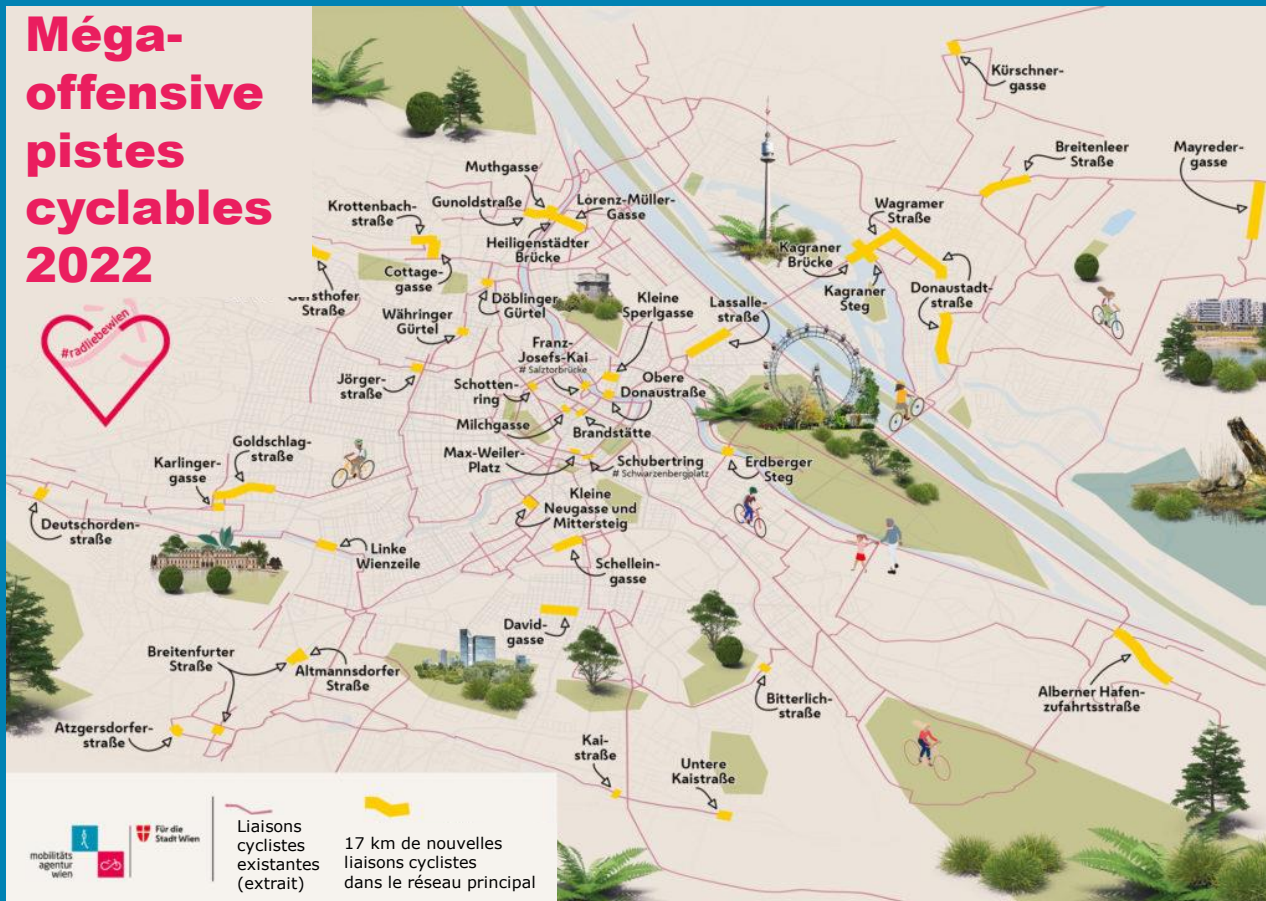 Méga-
offensive
pistes
cyclables
2022
#radliebewien
Kürschner-
gasse
Breitenleer
Straße
Mayreder-
gasse
Muthgasse
Krottenbach-
straße
Gunoldstraße
Lorenz-Müller-
Gasse
Wagramer
Straße
Heiligenstädter
Brücke
Kagraner
Brücke
Cottage-
gasse
Kagraner
Steg
Donaustadt-
straße
Gersthofer
Straße
Döblinger
Gürtel
Kleine
Sperlgasse
Lassalle-
straße
Währinger
Gürtel
Franz-
Josefs-Kai
# Salztorbrücke
Jörger-
straße
Schotten-
ring
Obere
Donaustraße
Milchgasse
Brandstätte
Goldschlag-
straße
Max-Weiler-
Platz
Schubertring
# Schwarzenbergplatz
Erdberger
Steg
Karlinger-
gasse
Kleine
Neugasse und
Mittersteig
Deutschorden-
straße
Linke
Wienzeile
Schellein-
gasse
David-
gasse
Breitenfurter
Straße
Altmannsdorfer
Straße
Bitterlich-
straße
Alberner Hafen-
zufahrtsstraße
Atzgersdorfer-
straße
Kai-
straße
Untere
Kaistraße
mobilitäts
agentur
wien
Für die
Stadt Wien
Liaisons
cyclistes
existantes
(extrait)
17 km de nouvelles
liaisons cyclistes
dans le réseau principal